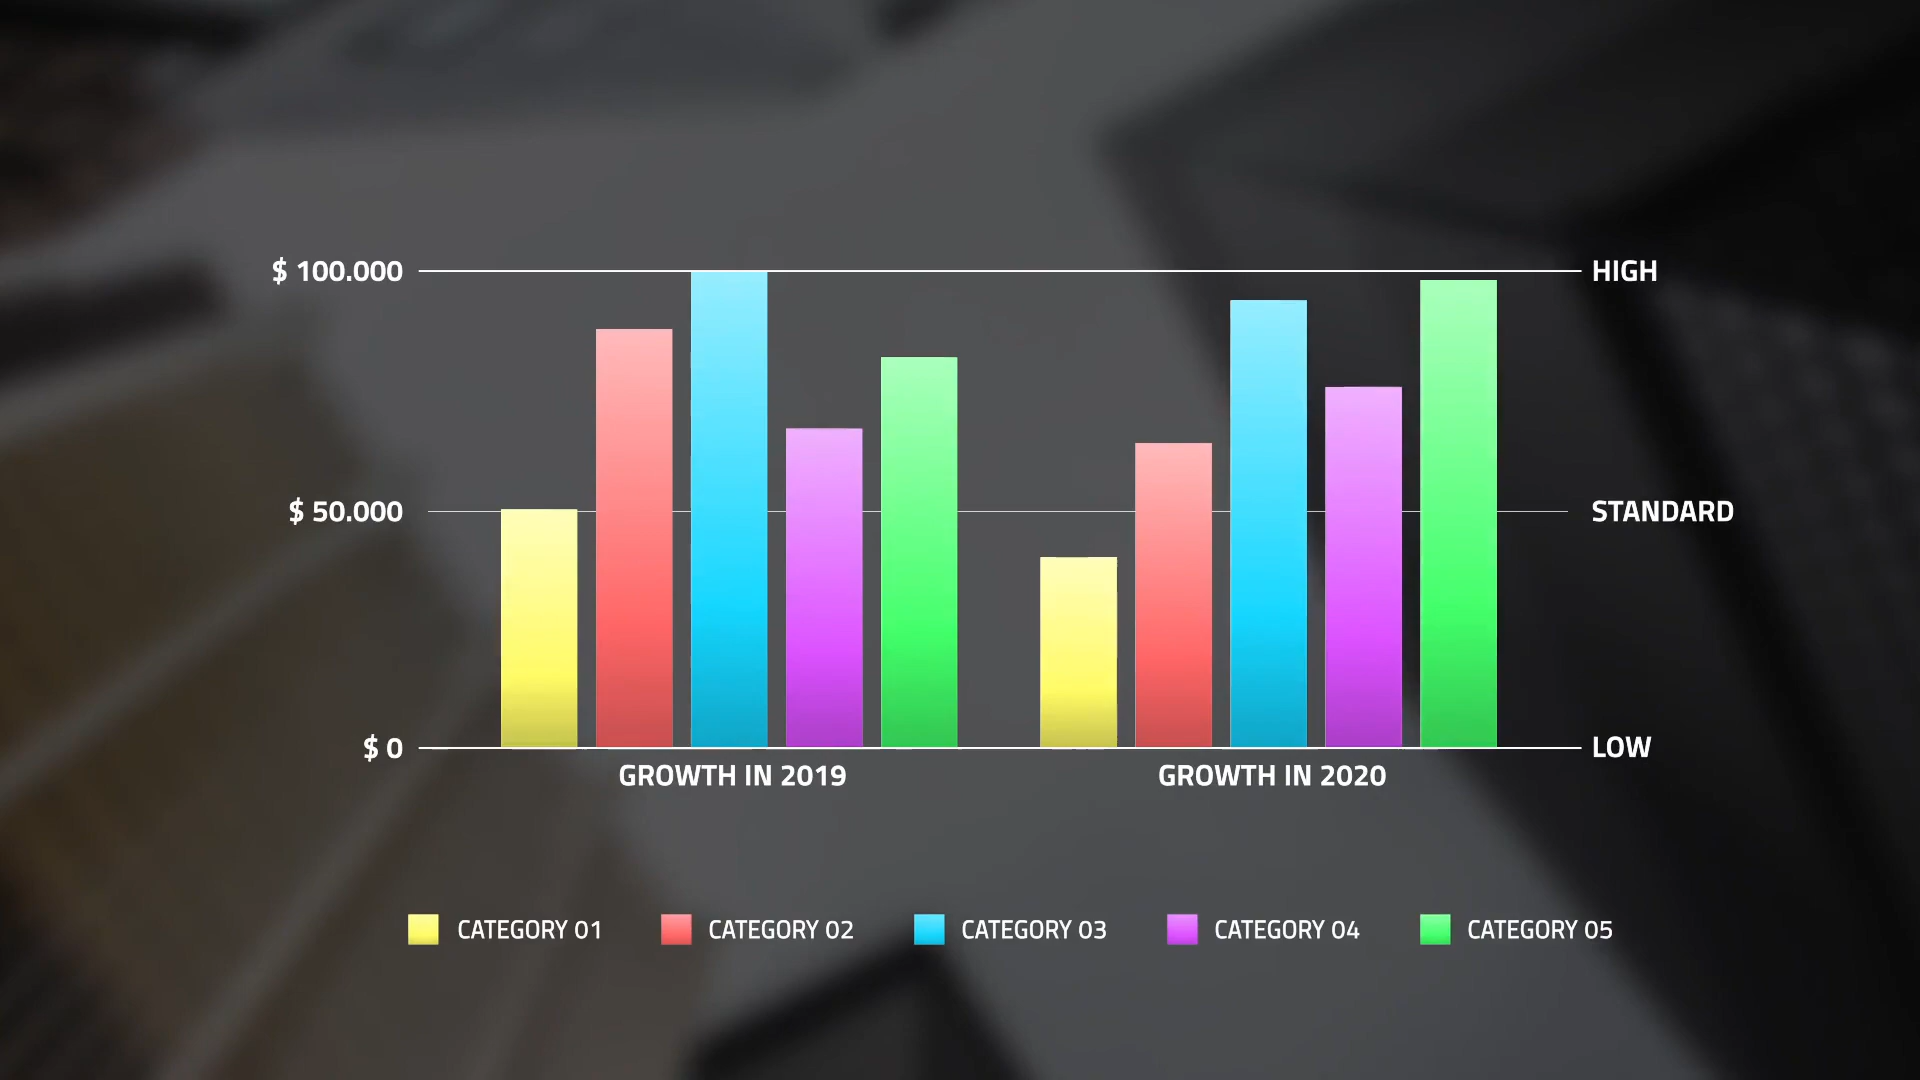 $ 100.000
HIGH
$ 50.000
STANDARD
$ 0
LOW
GROWTH IN 2019
GROWTH IN 2020
CATEGORY 01
CATEGORY 02
CATEGORY 03
CATEGORY 04
CATEGORY 05